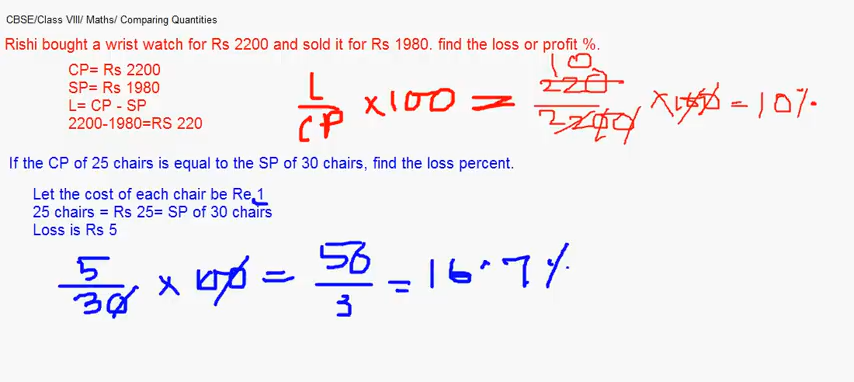 CBSE/Class VIII/ Maths/ Comparing Quantities
Rishi bought a wrist watch for Rs 2200 and sold it for Rs 1980. find the loss or profit %.
CP= Rs 2200
SP= Rs 1980
L= CP - SP
2200-1980=RS 220
L/CP ×100 = 220/2200 ×100 = 10%
10
If the CP of 25 chairs is equal to the SP of 30 chairs, find the loss percent.
Let the cost of each chair be Re 1
25 chairs = Rs 25= SP of 30 chairs
Loss is Rs 5
5/30 × 100 = 50/3 = 16.7%